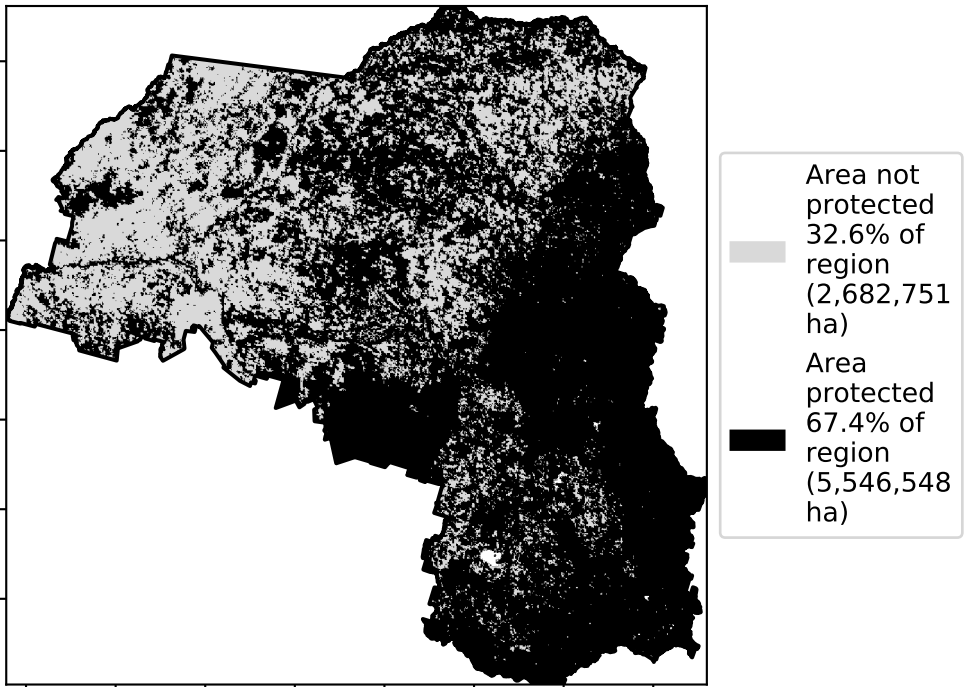 Area not
protected
32.6% of
region
(2,682,751
ha)
Area
protected
67.4% of
region
(5,546,548
ha)